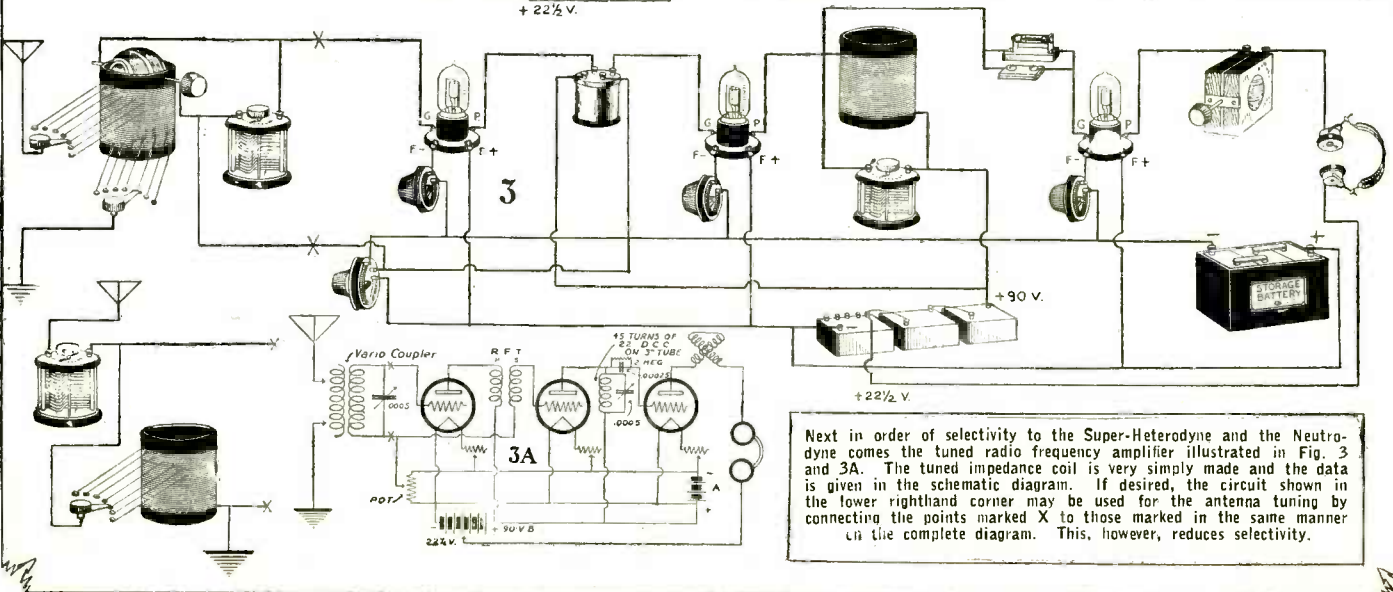 + 22½ V.
G P
F- F+
3
G P
F- F+
G P
F- F+
- +
STORAGE
BATTERY
+90 V.
+22½ V.
Vario Coupler
R F T
P S
45 TURNS OF
22 D C C
ON 3" TUBE
2 MEG
.00025
.0005
.0005
3A
POT
- A +
22½ V.
+ 90 V B
Next in order of selectivity to the Super-Heterodyne and the Neutro-
dyne comes the tuned radio frequency amplifier illustrated in Fig. 3
and 3A. The tuned impedance coil is very simply made and the data
is given in the schematic diagram. If desired, the circuit shown in
the lower righthand corner may be used for the antenna tuning by
connecting the points marked X to those marked in the same manner
in the complete diagram. This, however, reduces selectivity.